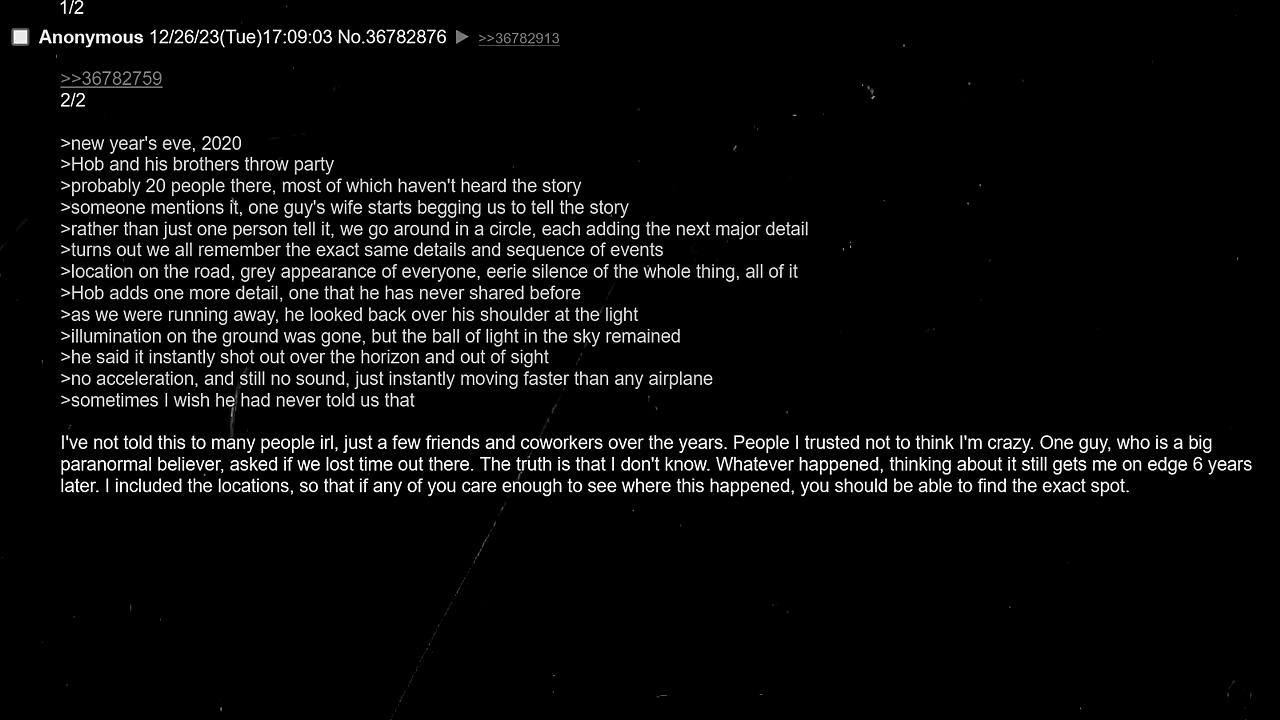 1/2
Anonymous 12/26/23(Tue)17:09:03 No.36782876 ▶ >>36782913
>>36782759
2/2
>new year's eve, 2020
>Hob and his brothers throw party
>probably 20 people there, most of which haven't heard the story
>someone mentions it, one guy's wife starts begging us to tell the story
>rather than just one person tell it, we go around in a circle, each adding the next major detail
>turns out we all remember the exact same details and sequence of events
>location on the road, grey appearance of everyone, eerie silence of the whole thing, all of it
>Hob adds one more detail, one that he has never shared before
>as we were running away, he looked back over his shoulder at the light
>illumination on the ground was gone, but the ball of light in the sky remained
>he said it instantly shot out over the horizon and out of sight
>no acceleration, and still no sound, just instantly moving faster than any airplane
>sometimes I wish he had never told us that
I've not told this to many people irl, just a few friends and coworkers over the years. People I trusted not to think I'm crazy. One guy, who is a big
paranormal believer, asked if we lost time out there. The truth is that I don't know. Whatever happened, thinking about it still gets me on edge 6 years
later. I included the locations, so that if any of you care enough to see where this happened, you should be able to find the exact spot.